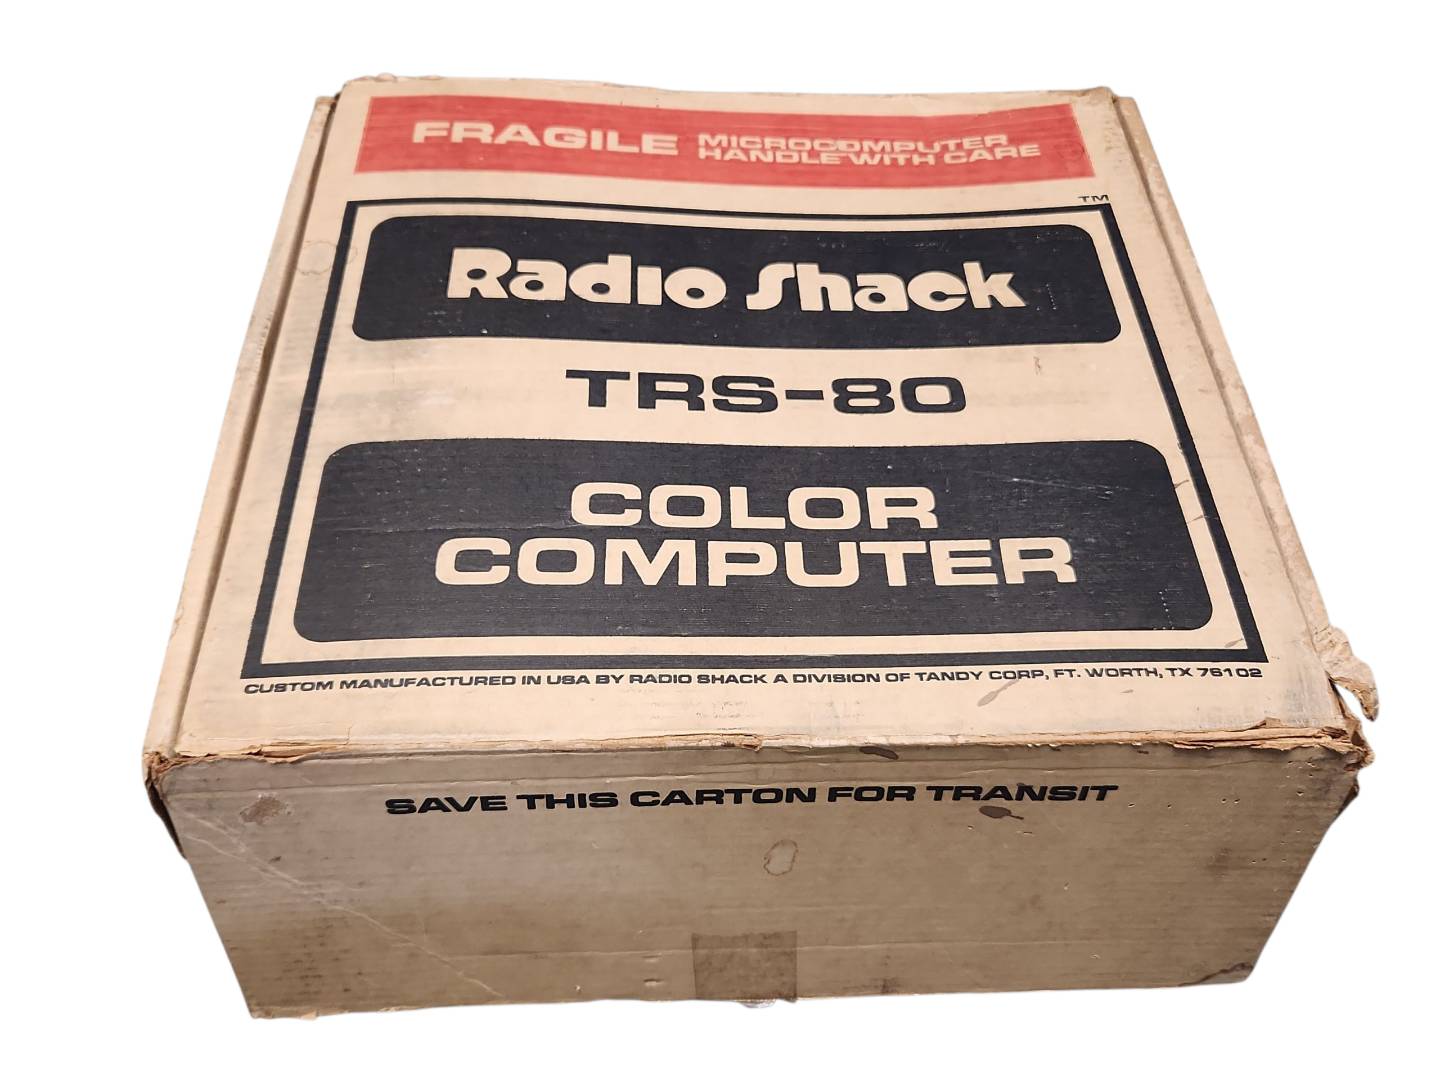 FRAGILE MICROCOMPUTER
HANDLE WITH CARE
TM
Radio Shack
TRS-80
COLOR
COMPUTER
CUSTOM MANUFACTURED IN USA BY RADIO SHACK A DIVISION OF TANDY CORP, FT. WORTH, TX 76102
SAVE THIS CARTON FOR TRANSIT